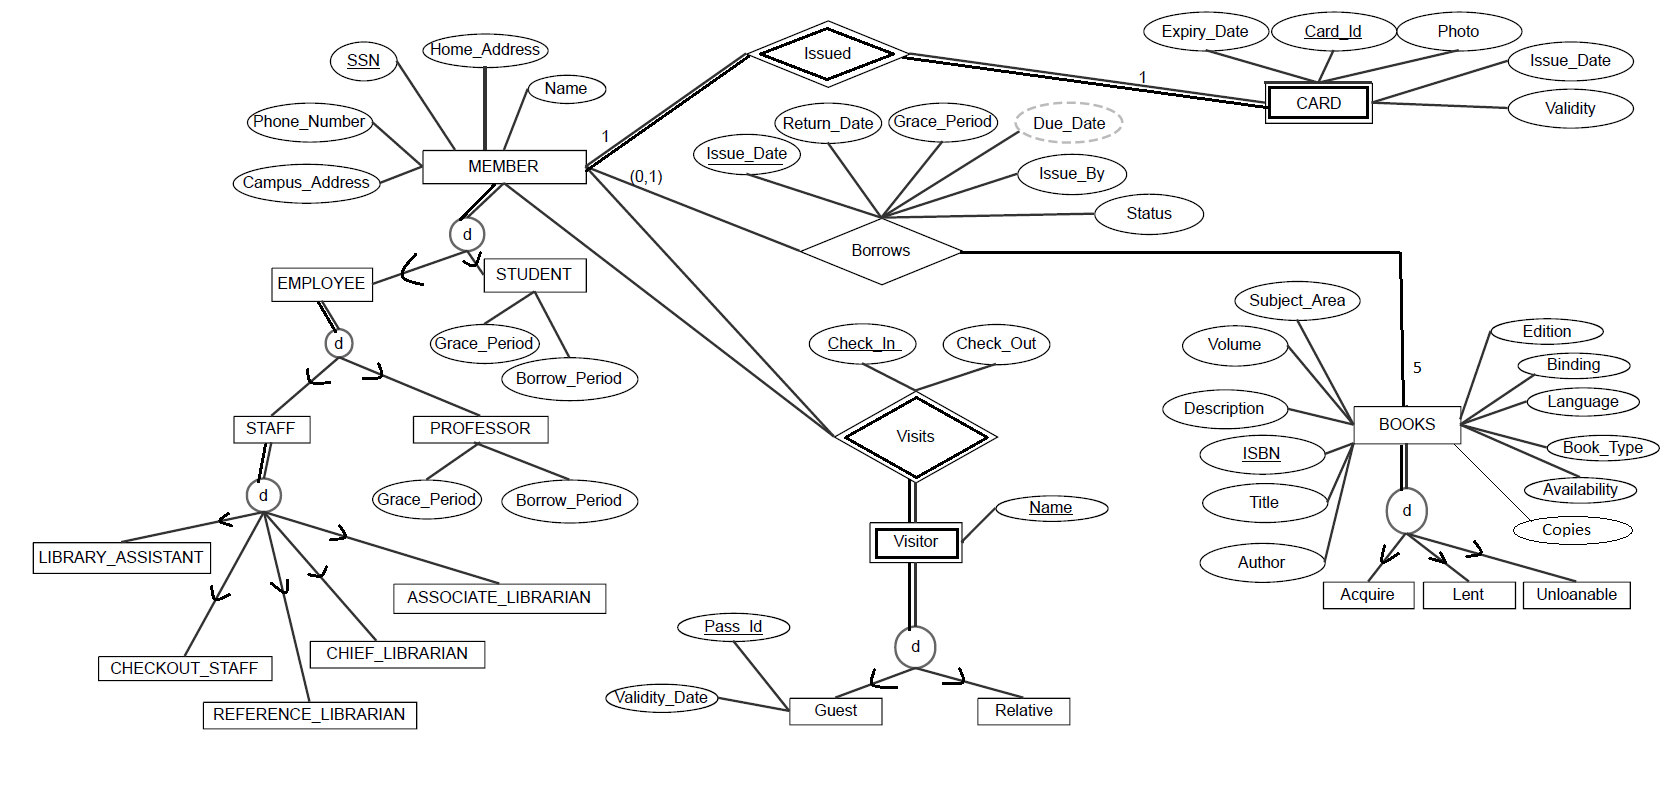 Issued
Expiry_Date
Card_Id
Photo
SSN
Home_Address
Issue_Date
Name
1
CARD
Validity
Phone_Number
1
Return_Date
Grace_Period
Due_Date
Issue_Date
MEMBER
(0,1)
Issue_By
Campus_Address
Status
d
Borrows
EMPLOYEE
STUDENT
Subject_Area
Grace_Period
d
Check_In
Check_Out
Volume
Edition
5
Binding
Borrow_Period
Description
Language
STAFF
PROFESSOR
Visits
BOOKS
Book_Type
ISBN
Grace_Period
Borrow_Period
d
Availability
Title
Name
d
Copies
LIBRARY_ASSISTANT
Visitor
Author
ASSOCIATE_LIBRARIAN
Acquire
Lent
Unloanable
Pass_Id
d
CHIEF_LIBRARIAN
CHECKOUT_STAFF
Validity_Date
Guest
Relative
REFERENCE_LIBRARIAN